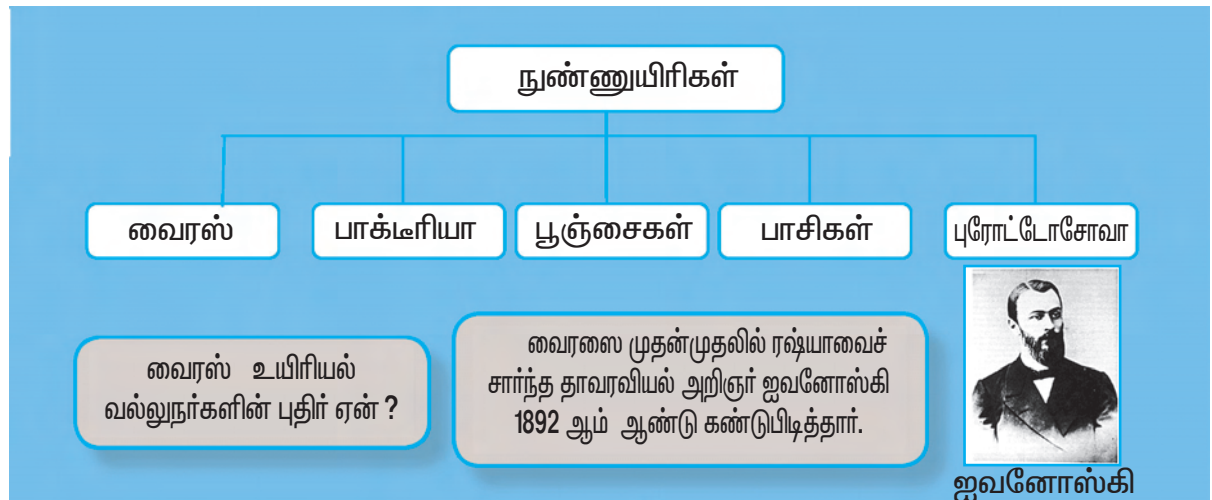 நுண்ணுயிரிகள்
வைரஸ்
பாக்டீரியா
பூஞ்சைகள்
பாசிகள்
புரோட்டோசோவா
வைரஸ் உயிரியல்
வல்லுநர்களின் புதிர் ஏன் ?
வைரஸை முதன்முதலில் ரஷ்யாவைச்
சார்ந்த தாவரவியல் அறிஞர் ஐவனோஸ்கி
1892 ஆம் ஆண்டு கண்டுபிடித்தார்.
ஐவனோஸ்கி